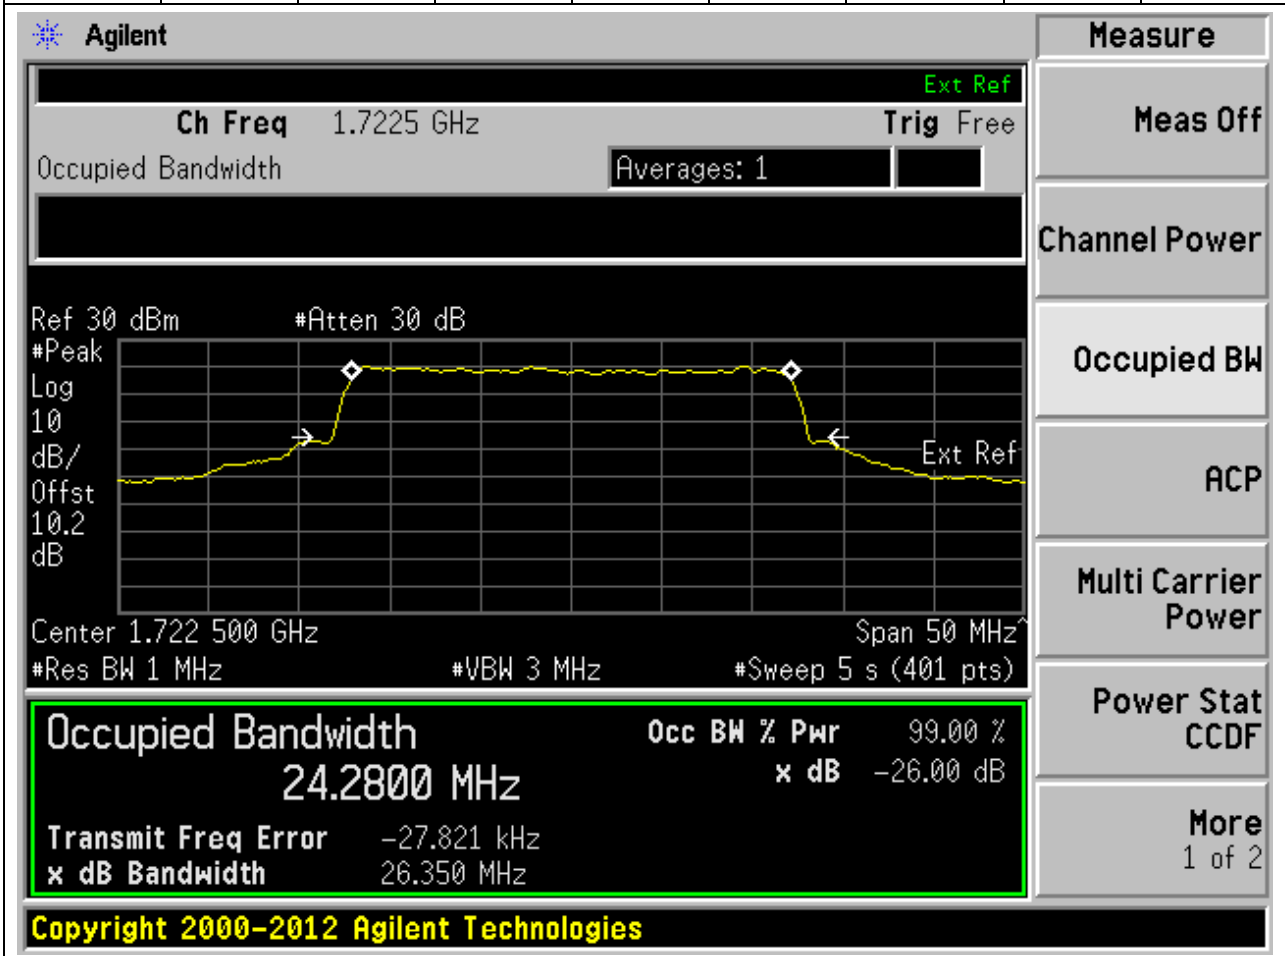 Agilent
Measure
Ext Ref
Ch Freq 1.7225 GHz Trig Free
Occupied Bandwidth Averages: 1
Meas Off
Channel Power
Occupied BW
ACP
Multi Carrier
Power
Power Stat
CCDF
More
1 of 2
Ref 30 dBm #Atten 30 dB
#Peak
Log
10
dB/
Offst
10.2
dB
Ext Ref
Center 1.722 500 GHz Span 50 MHz^
#Res BW 1 MHz #VBW 3 MHz #Sweep 5 s (401 pts)
Occupied Bandwidth
24.2800 MHz
Occ BW % Pwr 99.00 %
x dB -26.00 dB
Transmit Freq Error -27.821 kHz
x dB Bandwidth 26.350 MHz
Copyright 2000-2012 Agilent Technologies